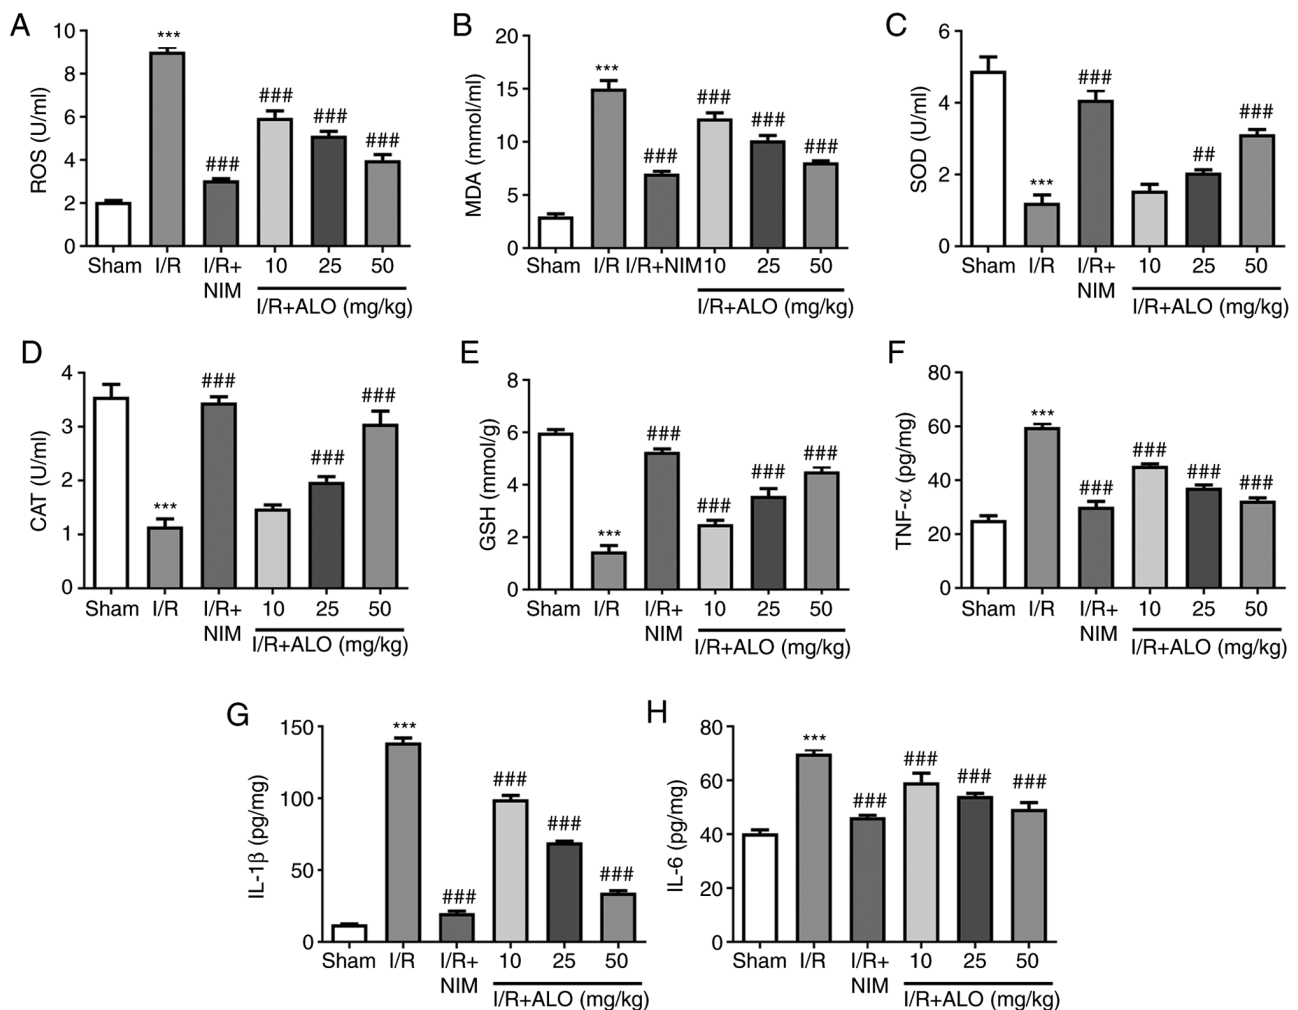 A
ROS (U/ml)
10
8
6
4
2
0
***
###
###
###
###
Sham I/R I/R+ 10 25 50
NIM
I/R+ALO (mg/kg)
B
MDA (mmol/ml)
20
15
10
5
0
***
###
###
###
###
Sham I/R I/R+NIM10 25 50
I/R+ALO (mg/kg)
C
SOD (U/ml)
6
4
2
0
***
###
##
###
Sham I/R I/R+ 10 25 50
NIM
I/R+ALO (mg/kg)
D
CAT (U/ml)
4
3
2
1
0
***
###
###
###
Sham I/R I/R+ 10 25 50
NIM
I/R+ALO (mg/kg)
E
GSH (mmol/g)
8
6
4
2
0
***
###
###
###
###
Sham I/R I/R+ 10 25 50
NIM
I/R+ALO (mg/kg)
F
TNF-α (pg/mg)
80
60
40
20
0
***
###
###
###
###
Sham I/R I/R+ 10 25 50
NIM
I/R+ALO (mg/kg)
G
IL-1β (pg/mg)
150
100
50
0
***
###
###
###
###
Sham I/R I/R+ 10 25 50
NIM
I/R+ALO (mg/kg)
H
IL-6 (pg/mg)
80
60
40
20
0
***
###
###
###
###
Sham I/R I/R+ 10 25 50
NIM
I/R+ALO (mg/kg)